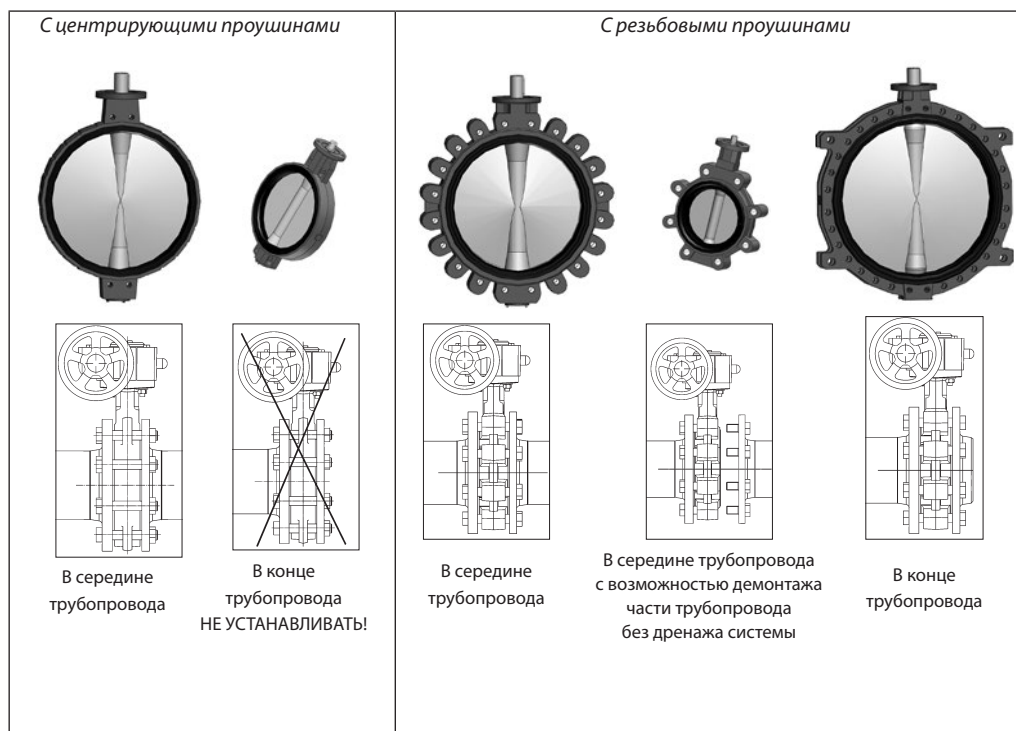 С центрирующими проушинами
С резьбовыми проушинами
В середине
трубопровода
В конце
трубопровода
НЕ УСТАНАВЛИВАТЬ!
В середине
трубопровода
В середине трубопровода
с возможностью демонтажа
части трубопровода
без дренажа системы
В конце
трубопровода